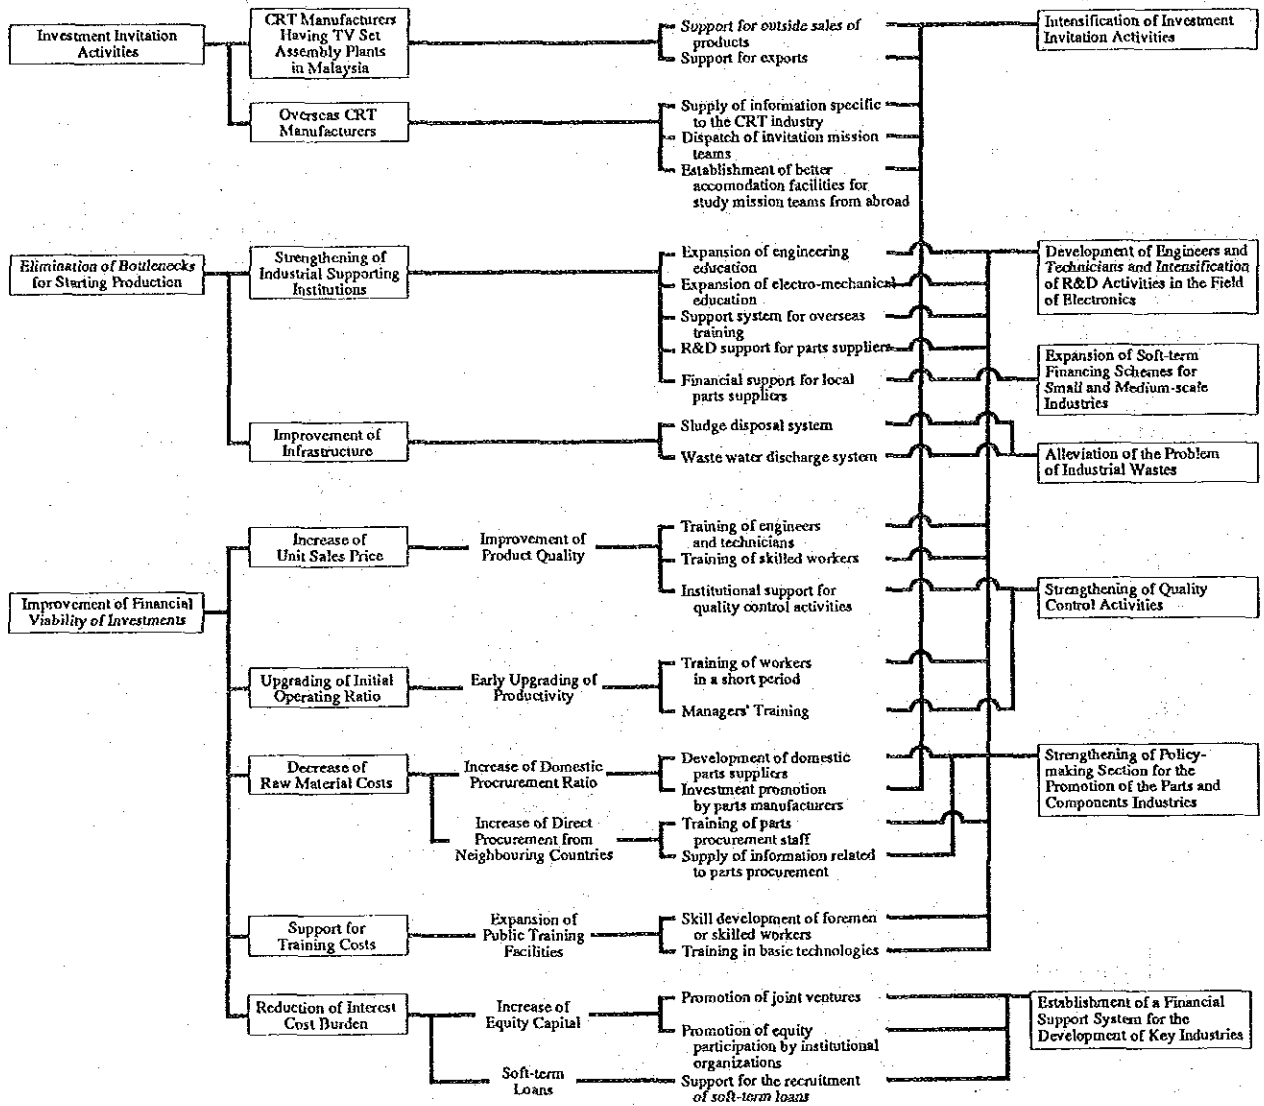 Investment Invitation
Activities
CRT Manufacturers
Having TV Set
Assembly Plants
in Malaysia
Support for outside sales of
products
Support for exports
Intensification of Investment
Invitation Activities
Overseas CRT
Manufacturers
Supply of information specific
to the CRT industry
Dispatch of invitation mission
teams
Establishment of better
accomodation facilities for
study mission teams from abroad
Elimination of Bottlenecks
for Starting Production
Strengthening of
Industrial Supporting
Institutions
Expansion of engineering
education
Expansion of electro-mechanical
education
Support system for overseas
training
R&D support for parts suppliers
Financial support for local
parts suppliers
Development of Engineers and
Technicians and Intensification
of R&D Activities in the Field
of Electronics
Expansion of Soft-term
Financing Schemes for
Small and Medium-scale
Industries
Improvement of
Infrastructure
Sludge disposal system
Waste water discharge system
Alleviation of the Problem
of Industrial Wastes
Improvement of Financial
Viability of Investments
Increase of
Unit Sales Price
Improvement of
Product Quality
Training of engineers
and technicians
Training of skilled workers
Institutional support for
quality control activities
Strengthening of Quality
Control Activities
Upgrading of Initial
Operating Ratio
Early Upgrading of
Productivity
Training of workers
in a short period
Managers' Training
Decrease of
Raw Material Costs
Increase of Domestic
Procrurement Ratio
Development of domestic
parts suppliers
Investment promotion
by parts manufacturers
Strengthening of Policy-
making Section for the
Promotion of the Parts and
Components Industries
Increase of Direct
Procurement from
Neighbouring Countries
Training of parts
procurement staff
Supply of information related
to parts procurement
Support for
Training Costs
Expansion of
Public Training
Facilities
Skill development of foremen
or skilled workers
Training in basic technologies
Reduction of Interest
Cost Burden
Increase of
Equity Capital
Promotion of joint ventures
Promotion of equity
participation by institutional
organizations
Establishment of a Financial
Support System for the
Development of Key Industries
Soft-term
Loans
Support for the recruitment
of soft-term loans